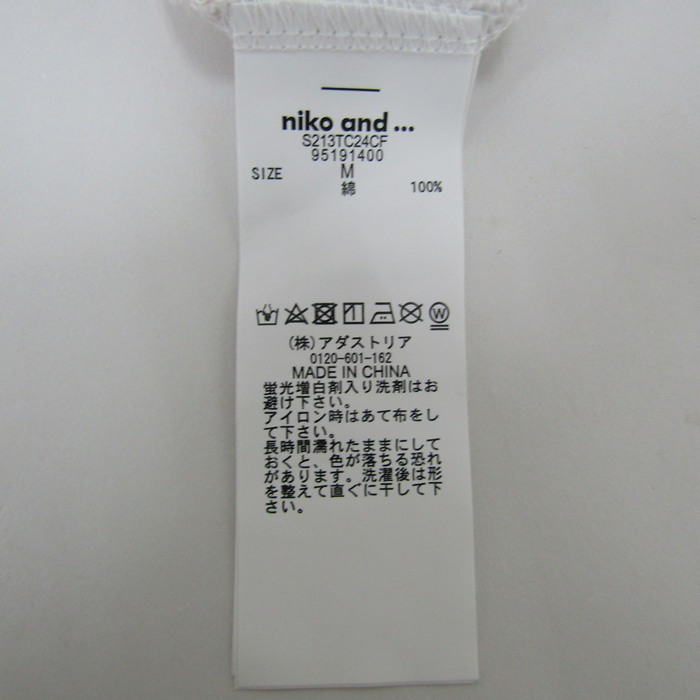 niko and ...
S213TC24CF
95191400
SIZE M
綿 100%
W
(株)アダストリア
0120-601-162
MADE IN CHINA
蛍光増白剤入り洗剤はお
避け下さい。
アイロン時はあて布をし
て下さい。
長時間濡れたままにして
おくと、色が落ちる恐れ
があります。洗濯後は形
を整えて直ぐに干して下
さい。